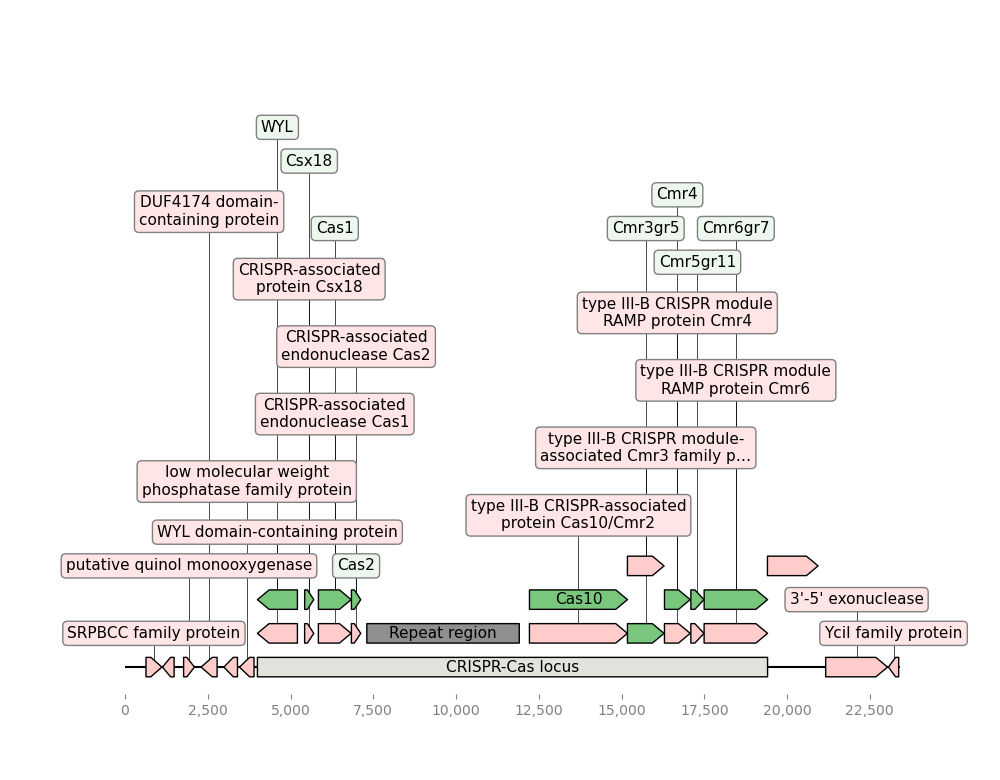 WYL
Csx18
Cmr4
DUF4174 domain-
containing protein
Cas1
Cmr3gr5
Cmr6gr7
Cmr5gr11
CRISPR-associated
protein Csx18
type III-B CRISPR module
RAMP protein Cmr4
CRISPR-associated
endonuclease Cas2
type III-B CRISPR module
RAMP protein Cmr6
CRISPR-associated
endonuclease Cas1
type III-B CRISPR module-
associated Cmr3 family p...
low molecular weight
phosphatase family protein
type III-B CRISPR-associated
protein Cas10/Cmr2
WYL domain-containing protein
putative quinol monooxygenase
Cas2
Cas10
3'-5' exonuclease
SRPBCC family protein
Repeat region
YciI family protein
CRISPR-Cas locus
0
2,500
5,000
7,500
10,000
12,500
15,000
17,500
20,000
22,500